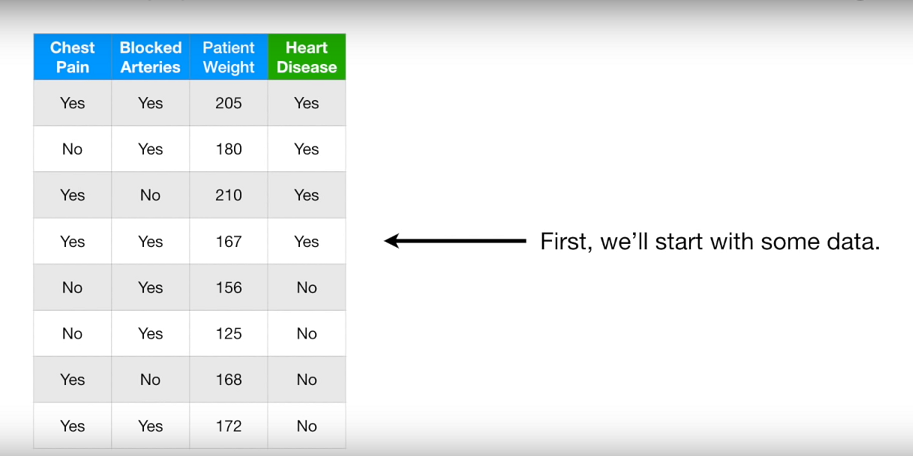 Chest Pain Blocked Arteries Patient Weight Heart Disease
Yes Yes 205 Yes
No Yes 180 Yes
Yes No 210 Yes
Yes Yes 167 Yes
No Yes 156 No
No Yes 125 No
Yes No 168 No
Yes Yes 172 No
First, we'll start with some data.